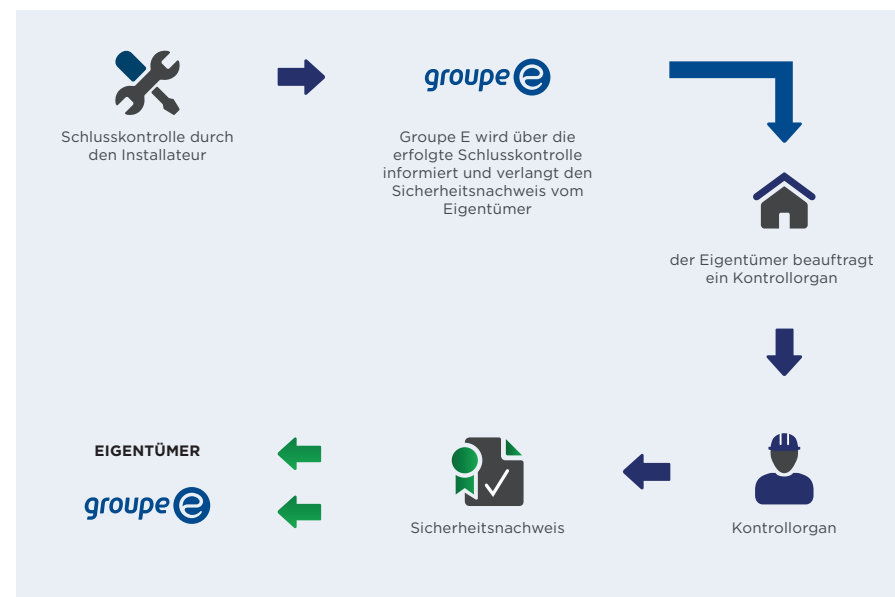 Schlusskontrolle durch
den Installateur
groupe e
Groupe E wird über die
erfolgte Schlusskontrolle
informiert und verlangt den
Sicherheitsnachweis vom
Eigentümer
der Eigentümer beauftragt
ein Kontrollorgan
Kontrollorgan
Sicherheitsnachweis
EIGENTÜMER
groupe e